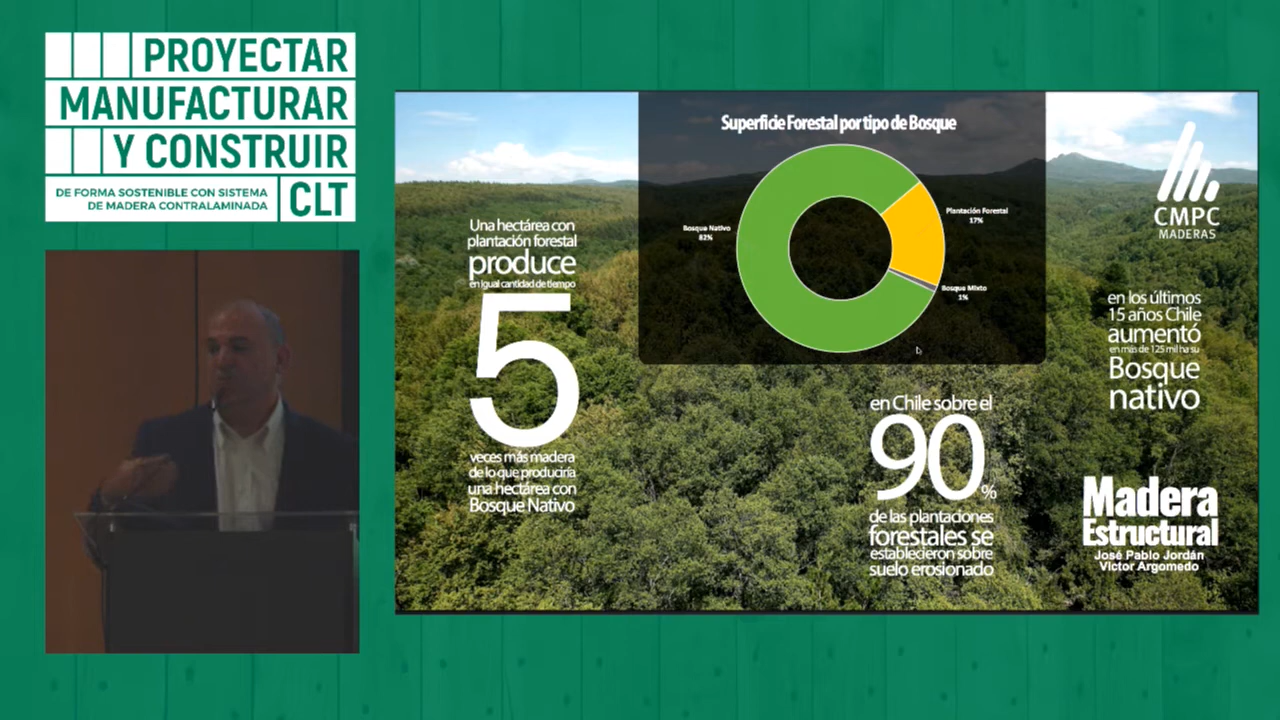 PROYECTAR
MANUFACTURAR
Y CONSTRUIR
DE FORMA SOSTENIBLE CON SISTEMA
DE MADERA CONTRALAMINADA
CLT
Superficie Forestal por tipo de Bosque
Bosque Nativo
82%
Plantación Forestal
17%
Bosque Mixto
1%
CMPC
MADERAS
Una hectárea con
plantación forestal
produce
en igual cantidad de tiempo
5
veces más madera
de lo que produciría
una hectárea con
Bosque Nativo
en Chile sobre el
90%
de las plantaciones
forestales se
establecieron sobre
suelo erosionado
en los últimos
15 años Chile
aumentó
en más de 125 mil ha su
Bosque
nativo
Madera
Estructural
José Pablo Jordán
Victor Argomedo